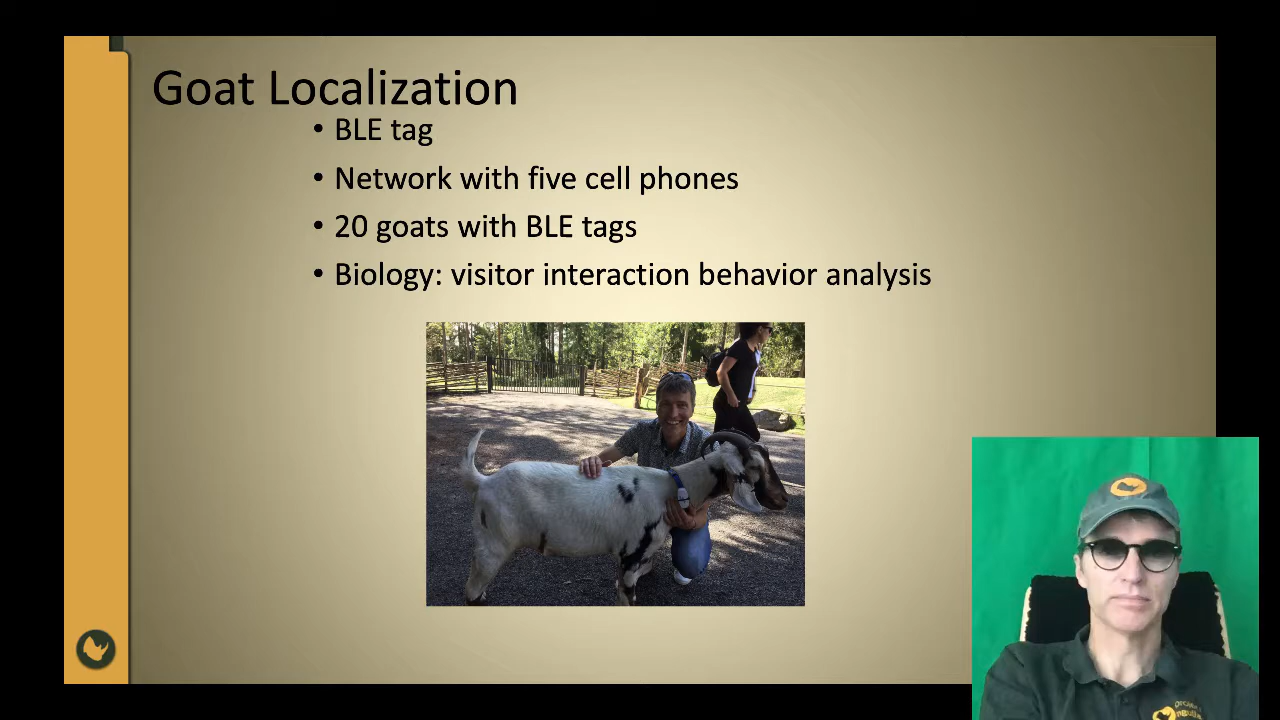 Goat Localization
• BLE tag
• Network with five cell phones
• 20 goats with BLE tags
• Biology: visitor interaction behavior analysis